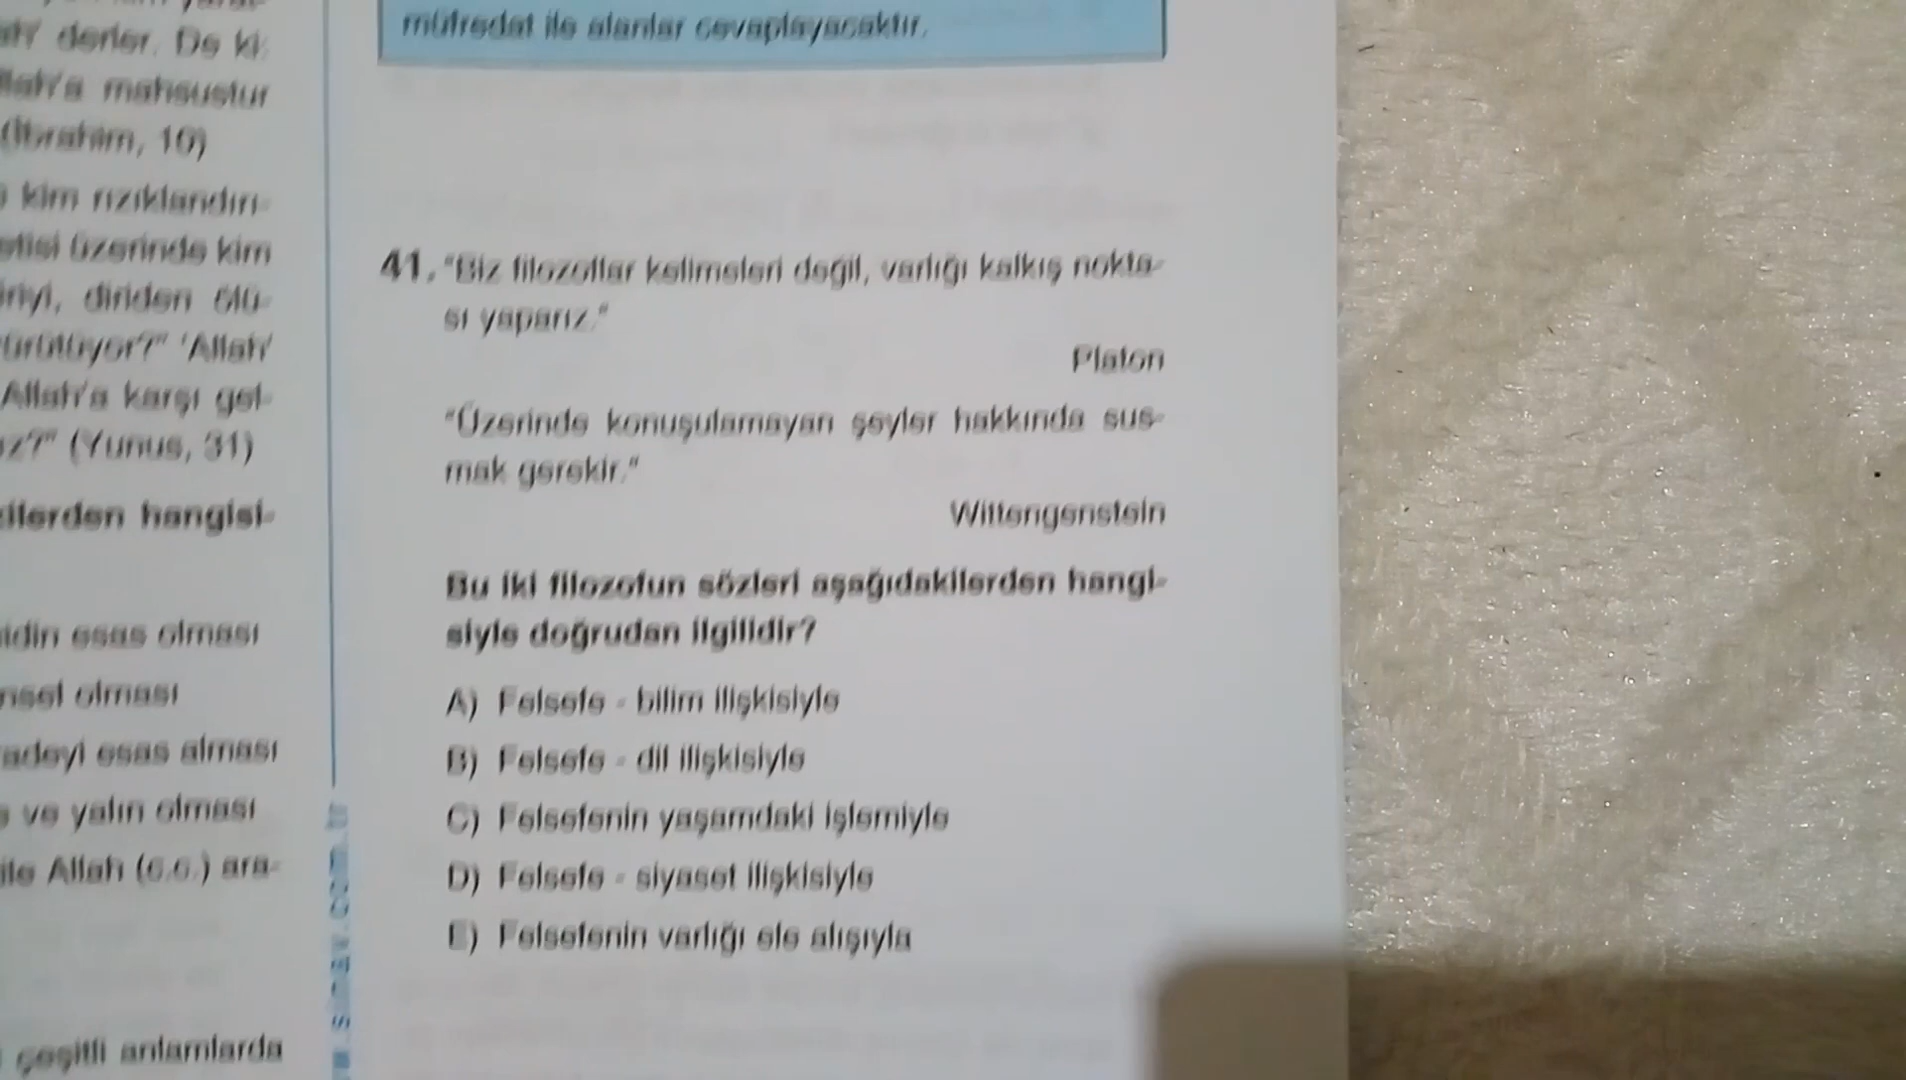 derler. De ki:
mahsustur
(İbrahim, 10)
kim rızıklandırı-
üzerinde kim
diriden ölü-
"Allah"
Allah'a karşı gel-
(Yunus, 31)
hangisi-
esas olması
olması
esas alması
ve yalın olması
ile Allah (c.c.) ara-
çeşitli anlamlarda
müfredat ile alanlar cevaplayacaktır.
41. "Biz filozoflar kelimeleri değil, varlığı kalkış nokta-
sı yaparız."
Platon
"Üzerinde konuşulamayan şeyler hakkında sus-
mak gerekir."
Wittengenstein
Bu iki filozofun sözleri aşağıdakilerden hangi-
siyle doğrudan ilgilidir?
A) Felsefe - bilim ilişkisiyle
B) Felsefe - dil ilişkisiyle
C) Felsefenin yaşamdaki işlemiyle
D) Felsefe - siyaset ilişkisiyle
E) Felsefenin varlığı ele alışıyla